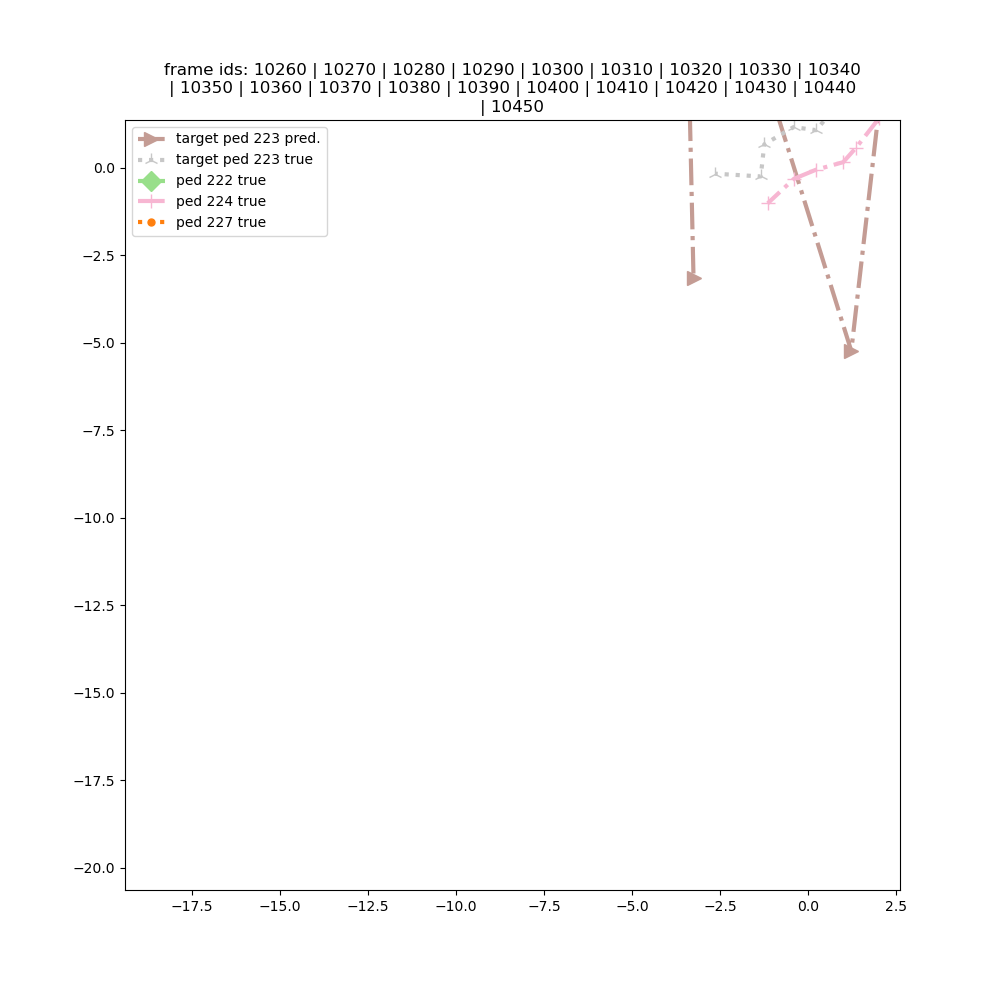 frame ids: 10260 | 10270 | 10280 | 10290 | 10300 | 10310 | 10320 | 10330 | 10340
| 10350 | 10360 | 10370 | 10380 | 10390 | 10400 | 10410 | 10420 | 10430 | 10440
| 10450
target ped 223 pred.
target ped 223 true
ped 222 true
ped 224 true
ped 227 true
0.0
−2.5
−5.0
−7.5
−10.0
−12.5
−15.0
−17.5
−20.0
−17.5 −15.0 −12.5 −10.0 −7.5 −5.0 −2.5 0.0 2.5